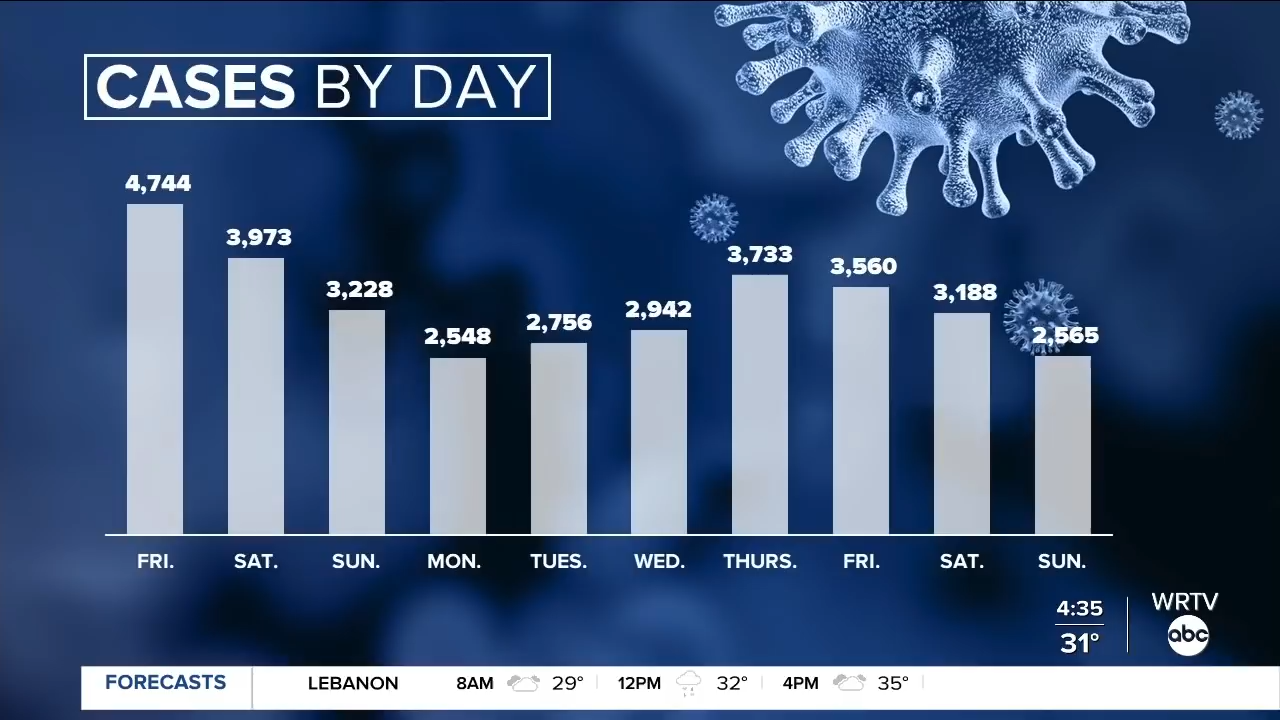 CASES BY DAY
4,744
3,973
3,228
2,548
2,756
2,942
3,733
3,560
3,188
2,565
FRI. SAT. SUN. MON. TUES. WED. THURS. FRI. SAT. SUN.
4:35
31°
WRTV
abc
FORECASTS LEBANON 8AM 29° 12PM 32° 4PM 35°